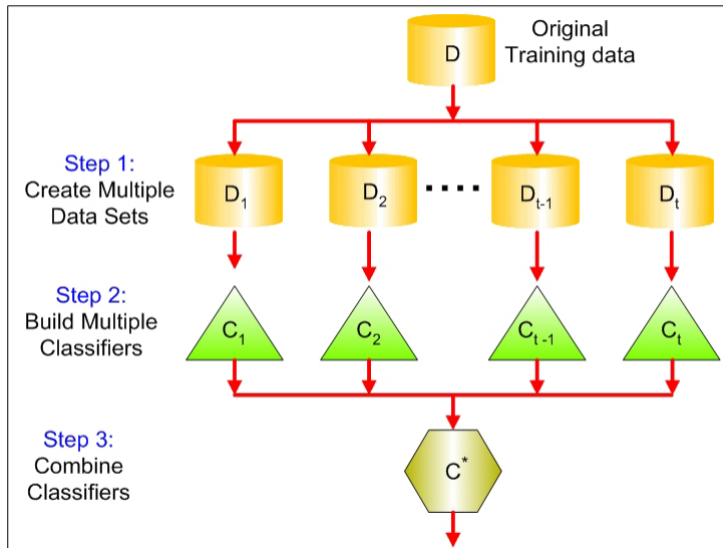 Original
Training data
D
Step 1:
Create Multiple
Data Sets
D1
D2
....
Dt-1
Dt
Step 2:
Build Multiple
Classifiers
C1
C2
Ct -1
Ct
Step 3:
Combine
Classifiers
C*